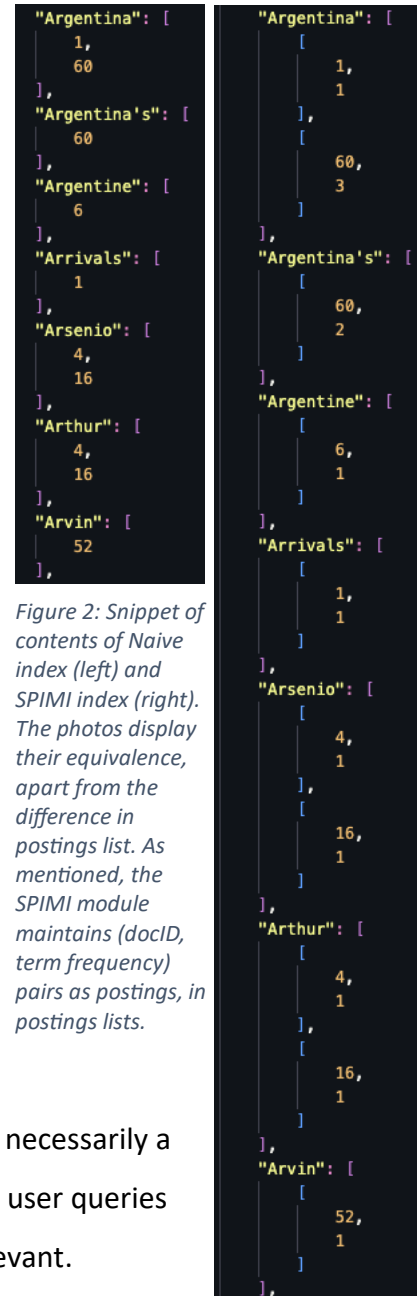 "Argentina": [
1,
60
],
"Argentina's": [
60
],
"Argentine": [
6
],
"Arrivals": [
1
],
"Arsenio": [
4,
16
],
"Arthur": [
4,
16
],
"Arvin": [
52
],
Figure 2: Snippet of
contents of Naive
index (left) and
SPIMI index (right).
The photos display
their equivalence,
apart from the
difference in
postings list. As
mentioned, the
SPIMI module
maintains (docID,
term frequency)
pairs as postings, in
postings lists.
necessarily a
user queries
evant.
"Argentina": [
[
1,
1
],
[
60,
3
]
],
"Argentina's": [
[
60,
2
]
],
"Argentine": [
[
6,
1
]
],
"Arrivals": [
[
1,
1
]
],
"Arsenio": [
[
4,
1
],
[
16,
1
]
],
"Arthur": [
[
4,
1
],
[
16,
1
]
],
"Arvin": [
[
52,
1
]
],